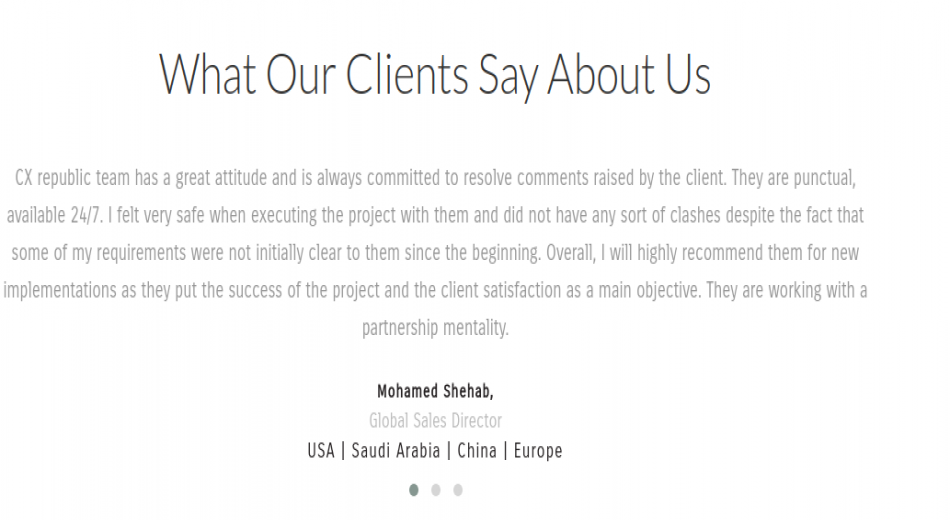 What Our Clients Say About Us
CX republic team has a great attitude and is always committed to resolve comments raised by the client. They are punctual,
available 24/7. I felt very safe when executing the project with them and did not have any sort of clashes despite the fact that
some of my requirements were not initially clear to them since the beginning. Overall, I will highly recommend them for new
implementations as they put the success of the project and the client satisfaction as a main objective. They are working with a
partnership mentality.
Mohamed Shehab,
Global Sales Director
USA | Saudi Arabia | China | Europe